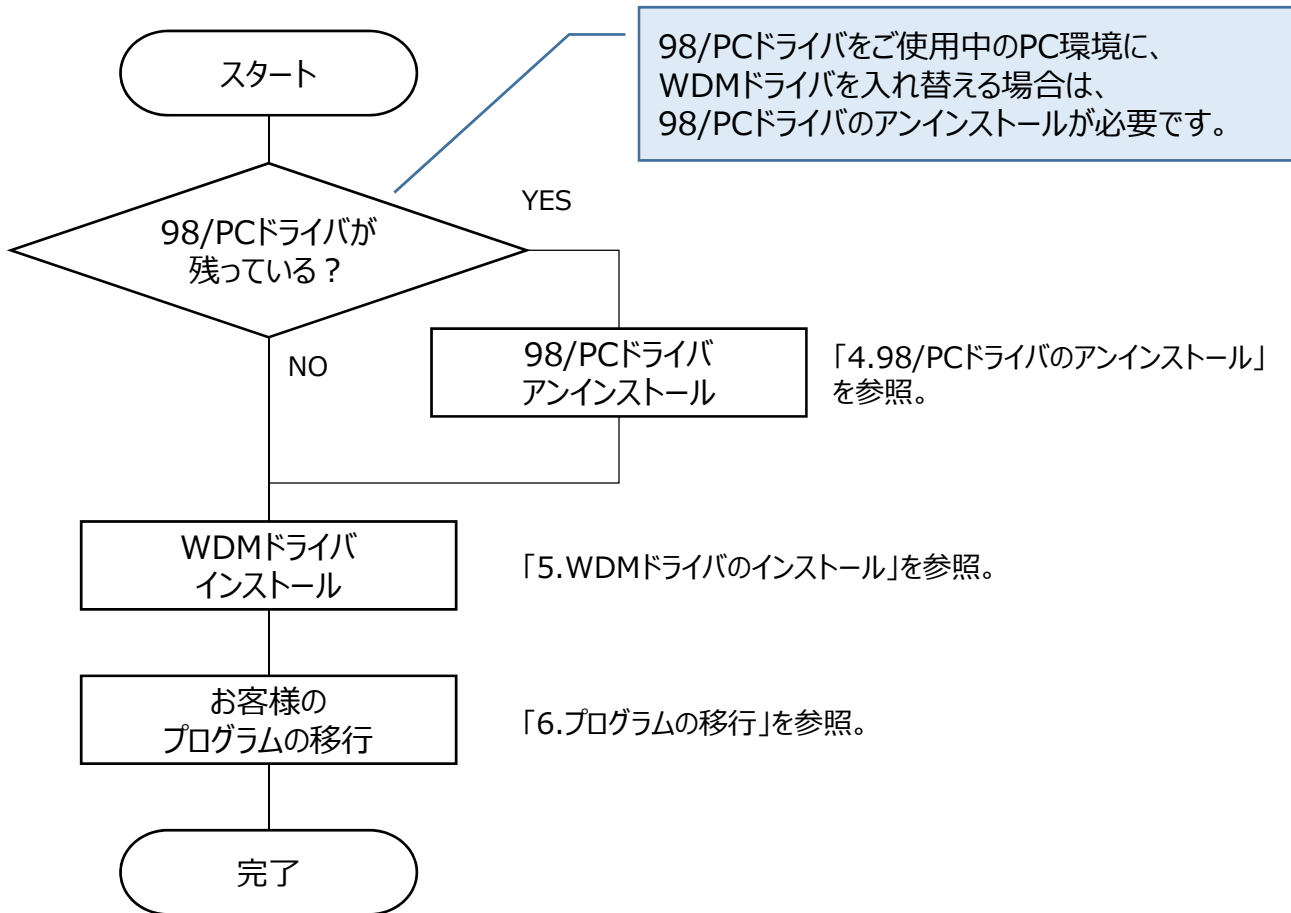 スタート
98/PCドライバをご使用中のPC環境に、
WDMドライバを入れ替える場合は、
98/PCドライバのアンインストールが必要です。
98/PCドライバが
残っている？
YES
NO
98/PCドライバ
アンインストール
「4.98/PCドライバのアンインストール」
を参照。
WDMドライバ
インストール
「5.WDMドライバのインストール」を参照。
お客様の
プログラムの移行
「6.プログラムの移行」を参照。
完了